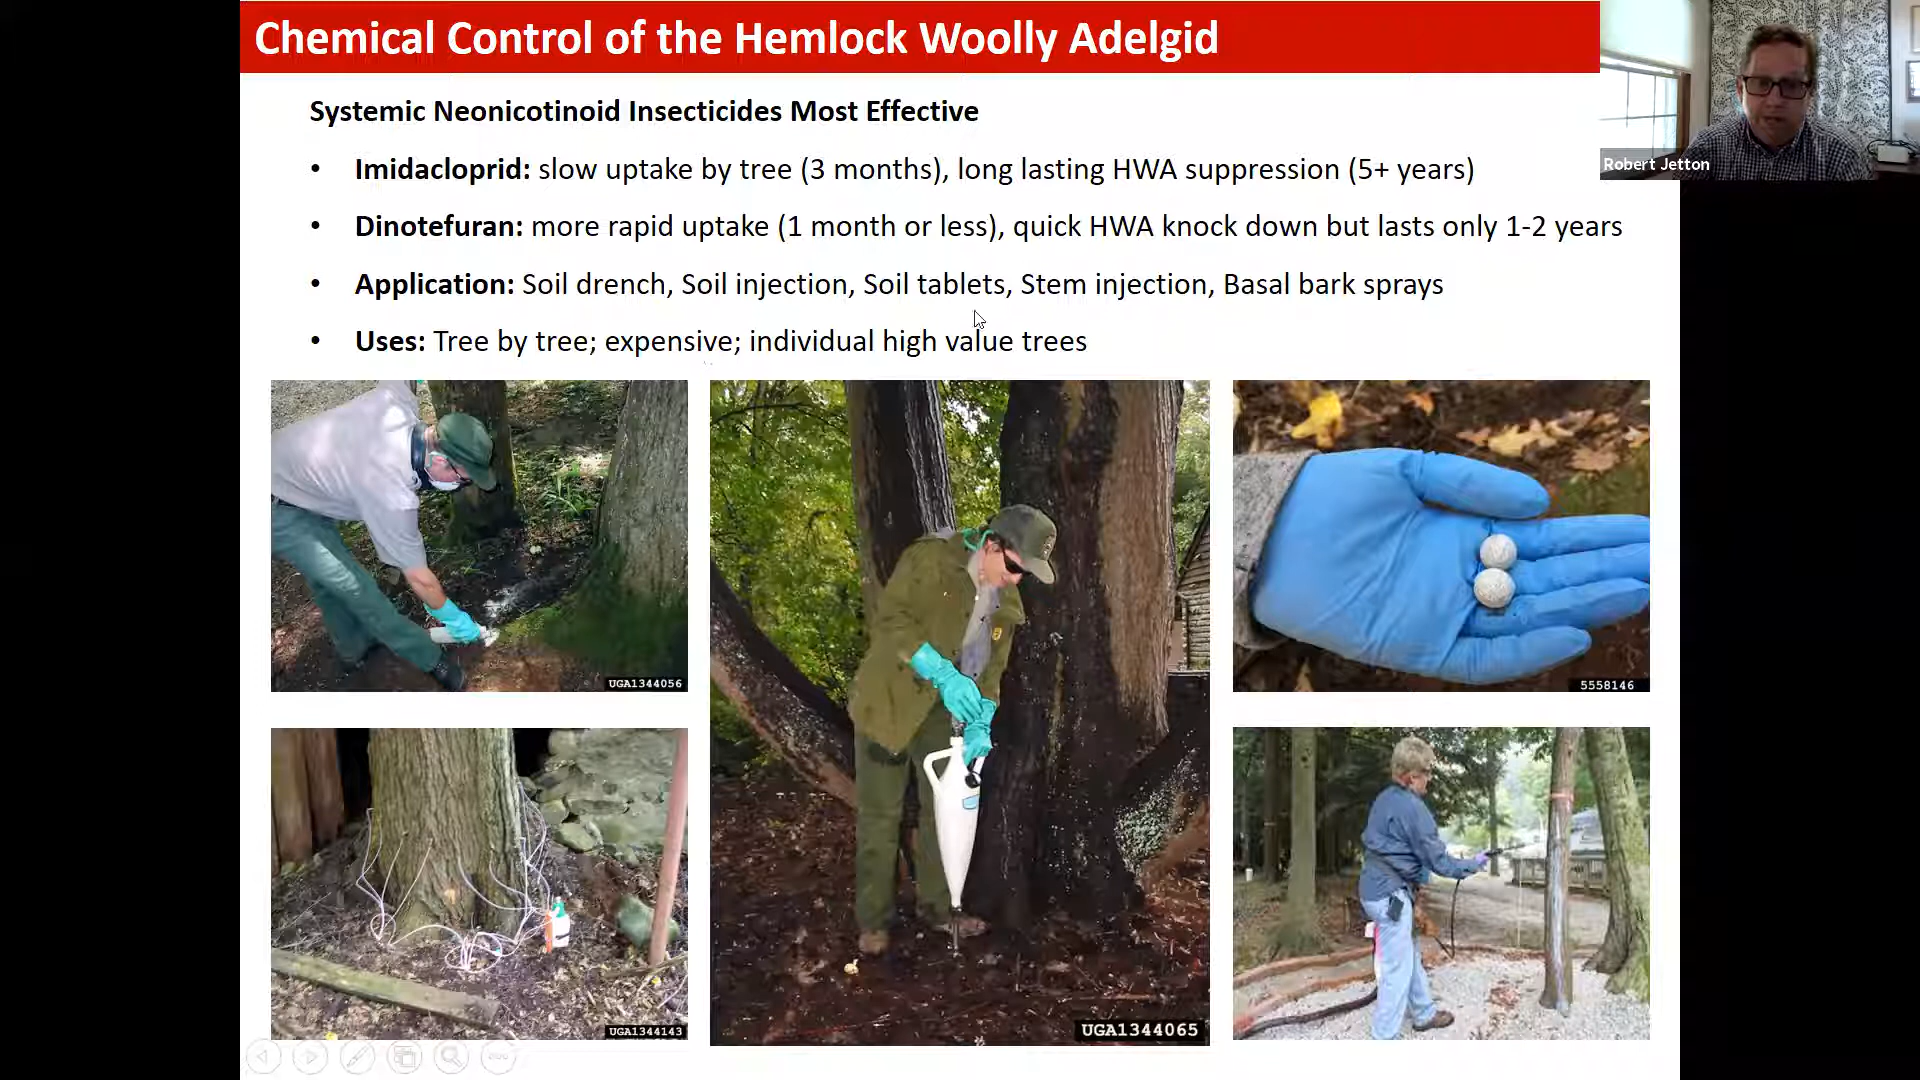 Chemical Control of the Hemlock Woolly Adelgid
Robert Jetton
Systemic Neonicotinoid Insecticides Most Effective
• Imidacloprid: slow uptake by tree (3 months), long lasting HWA suppression (5+ years)
• Dinotefuran: more rapid uptake (1 month or less), quick HWA knock down but lasts only 1-2 years
• Application: Soil drench, Soil injection, Soil tablets, Stem injection, Basal bark sprays
• Uses: Tree by tree; expensive; individual high value trees
UGA1344056
5558146
UGA1344143
UGA1344065